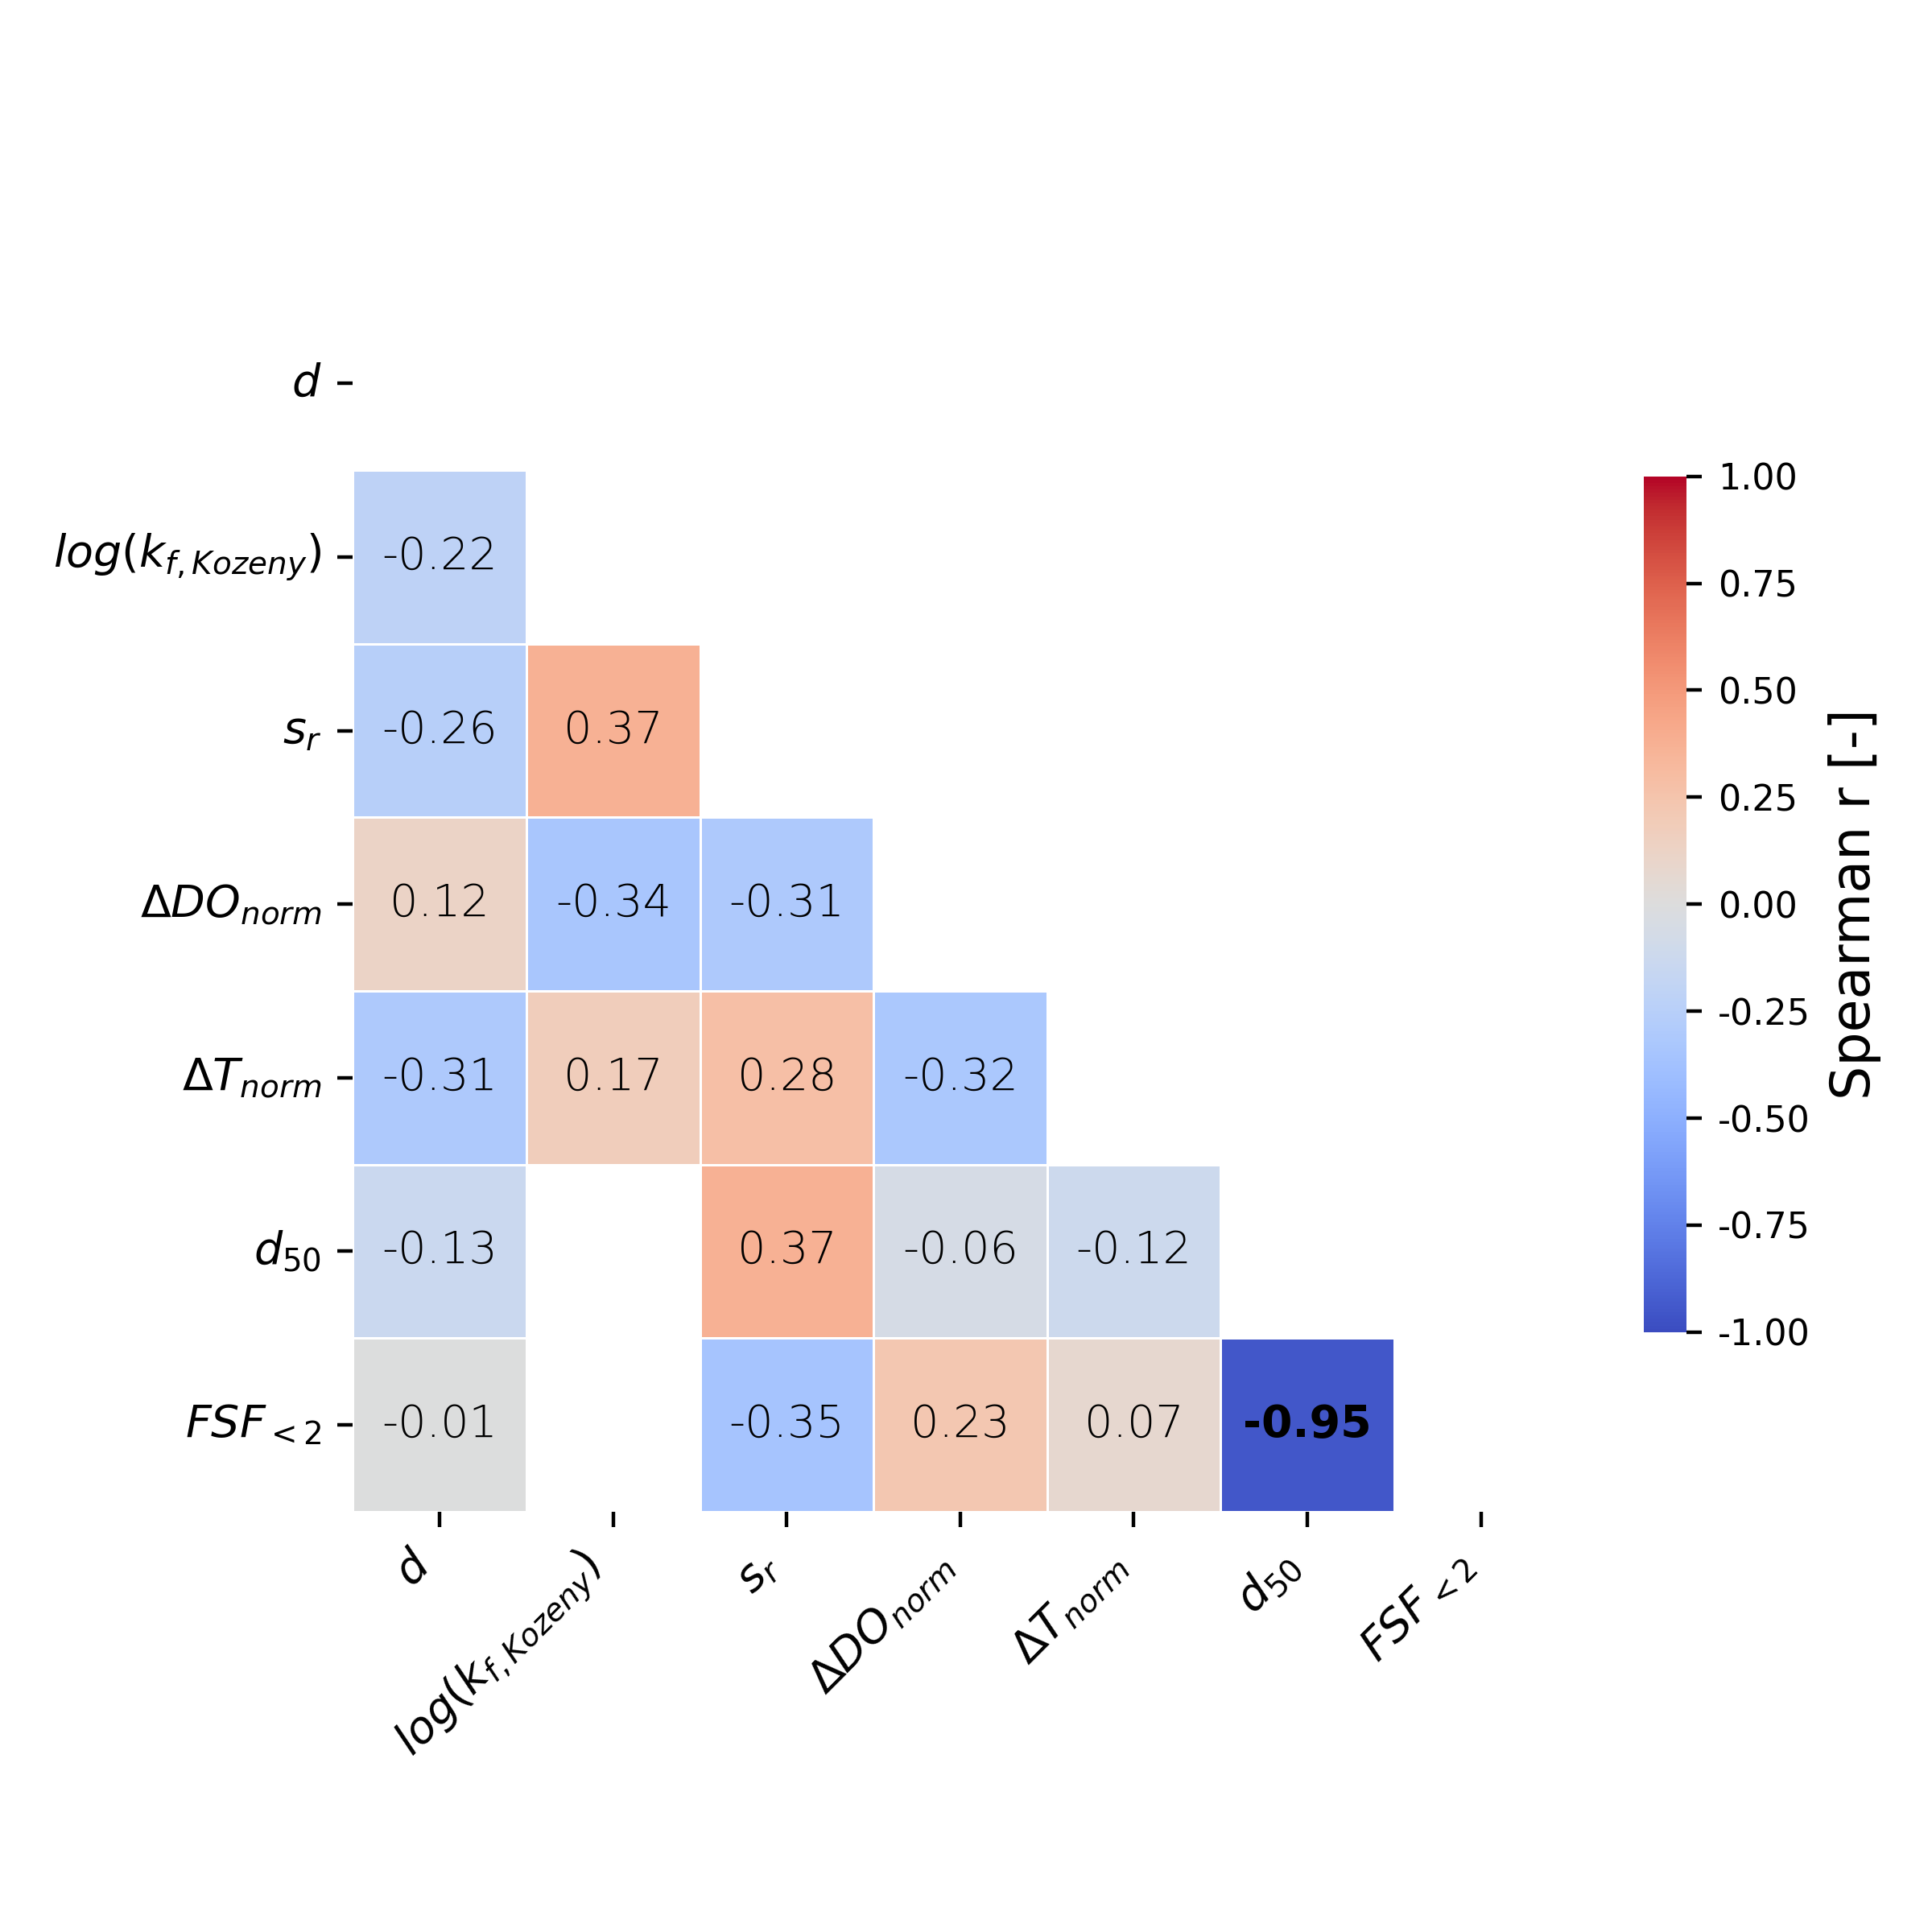 d
log(k_f, Kozeny) -0.22
s_r -0.26 0.37
ΔDO_norm 0.12 -0.34 -0.31
ΔT_norm -0.31 0.17 0.28 -0.32
d_50 -0.13 0.37 -0.06 -0.12
FSF_<2 -0.01 -0.35 0.23 0.07 -0.95
d log(k_f, Kozeny) s_r ΔDO_norm ΔT_norm d_50 FSF_<2
1.00
0.75
0.50
0.25
0.00
-0.25
-0.50
-0.75
-1.00
Spearman r [-]